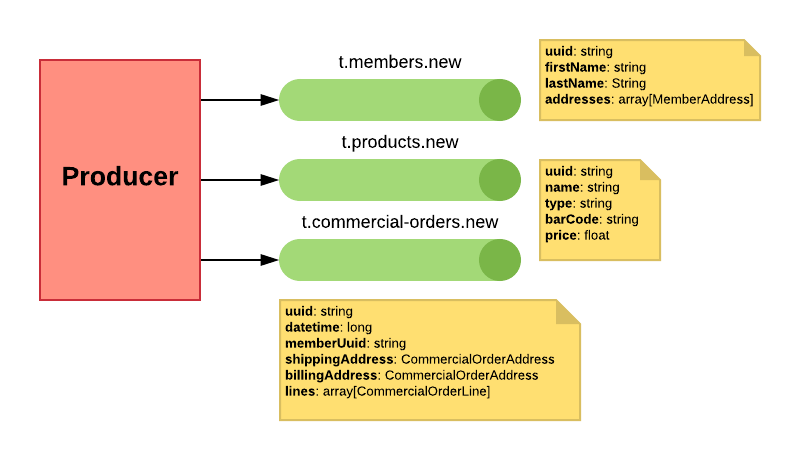 t.members.new
uuid: string
firstName: string
lastName: String
addresses: array[MemberAddress]
Producer
t.products.new
uuid: string
name: string
type: string
barCode: string
price: float
t.commercial-orders.new
uuid: string
datetime: long
memberUuid: string
shippingAddress: CommercialOrderAddress
billingAddress: CommercialOrderAddress
lines: array[CommercialOrderLine]